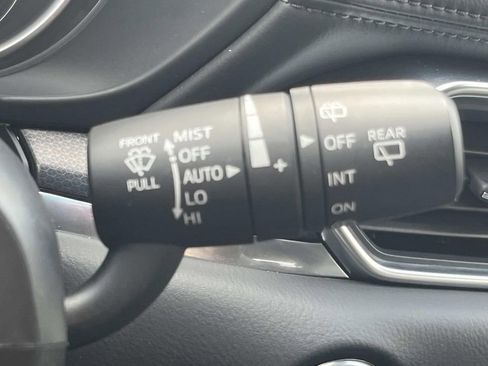 FRONT
PULL
MIST
OFF
AUTO
LO
HI
+
OFF
INT
ON
REAR